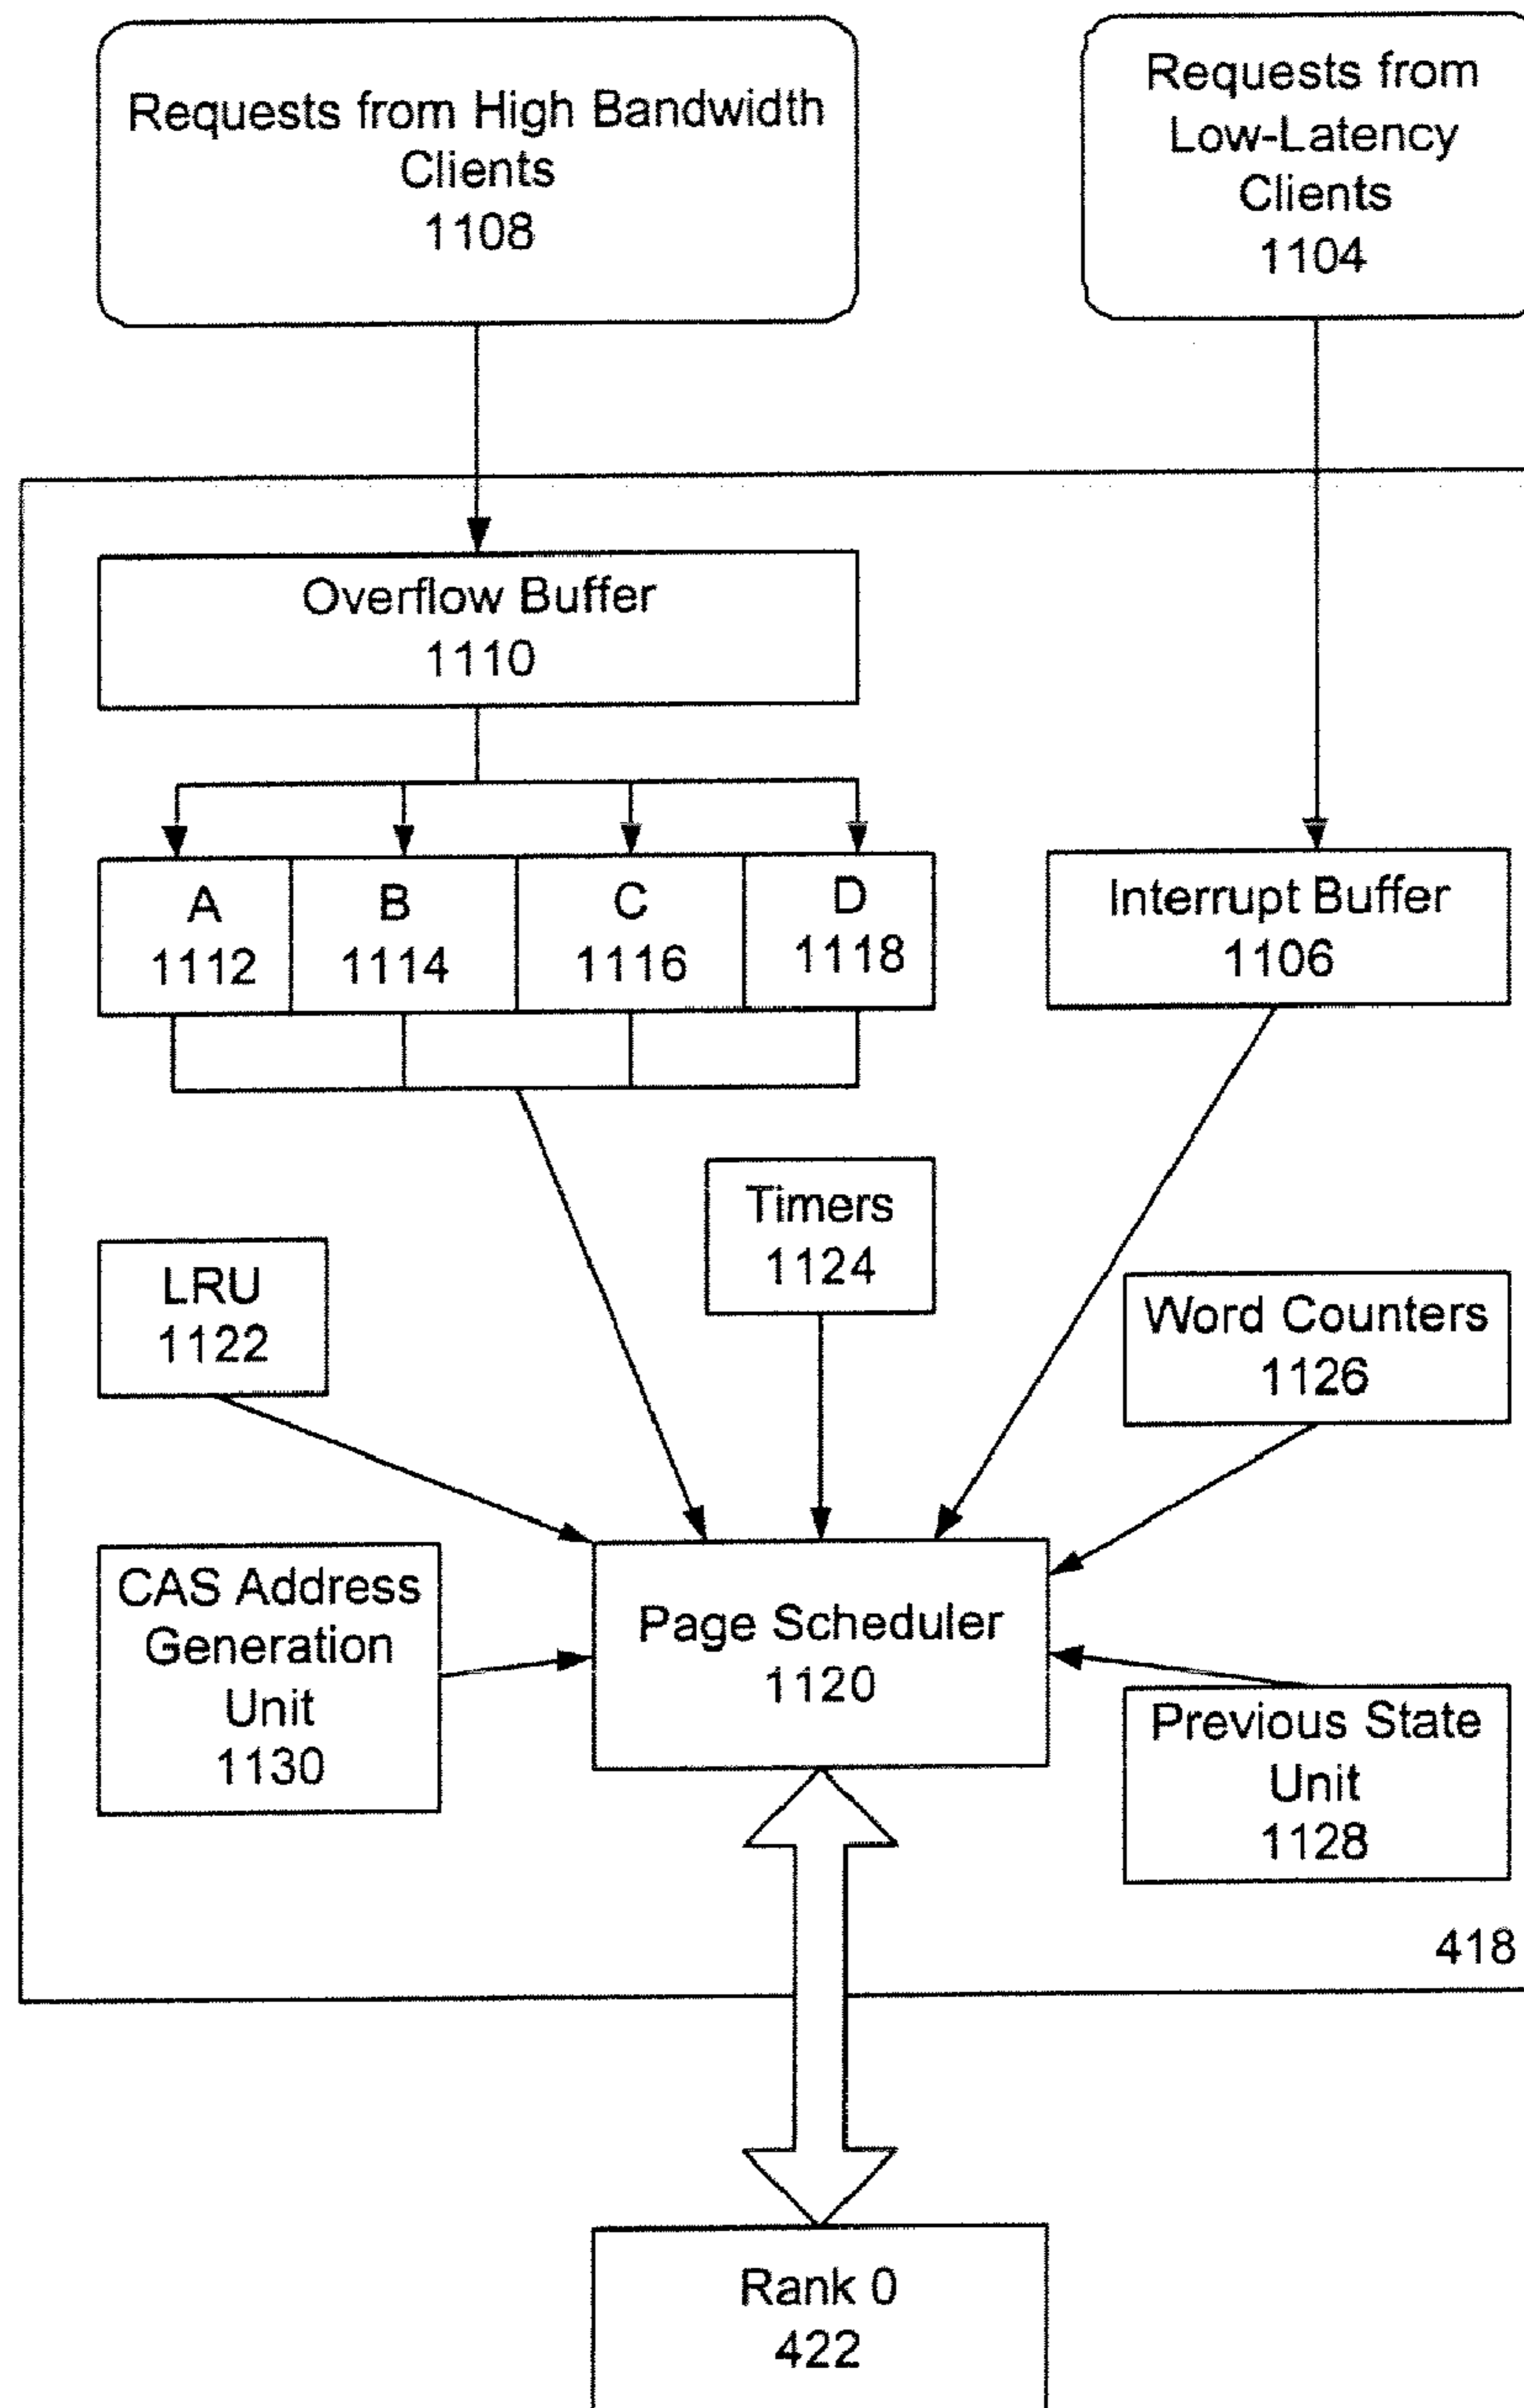 Requests from High Bandwidth
Clients
1108
Requests from
Low-Latency
Clients
1104
Overflow Buffer
1110
A
1112
B
1114
C
1116
D
1118
Interrupt Buffer
1106
Timers
1124
LRU
1122
Word Counters
1126
CAS Address
Generation
Unit
1130
Page Scheduler
1120
Previous State
Unit
1128
418
Rank 0
422